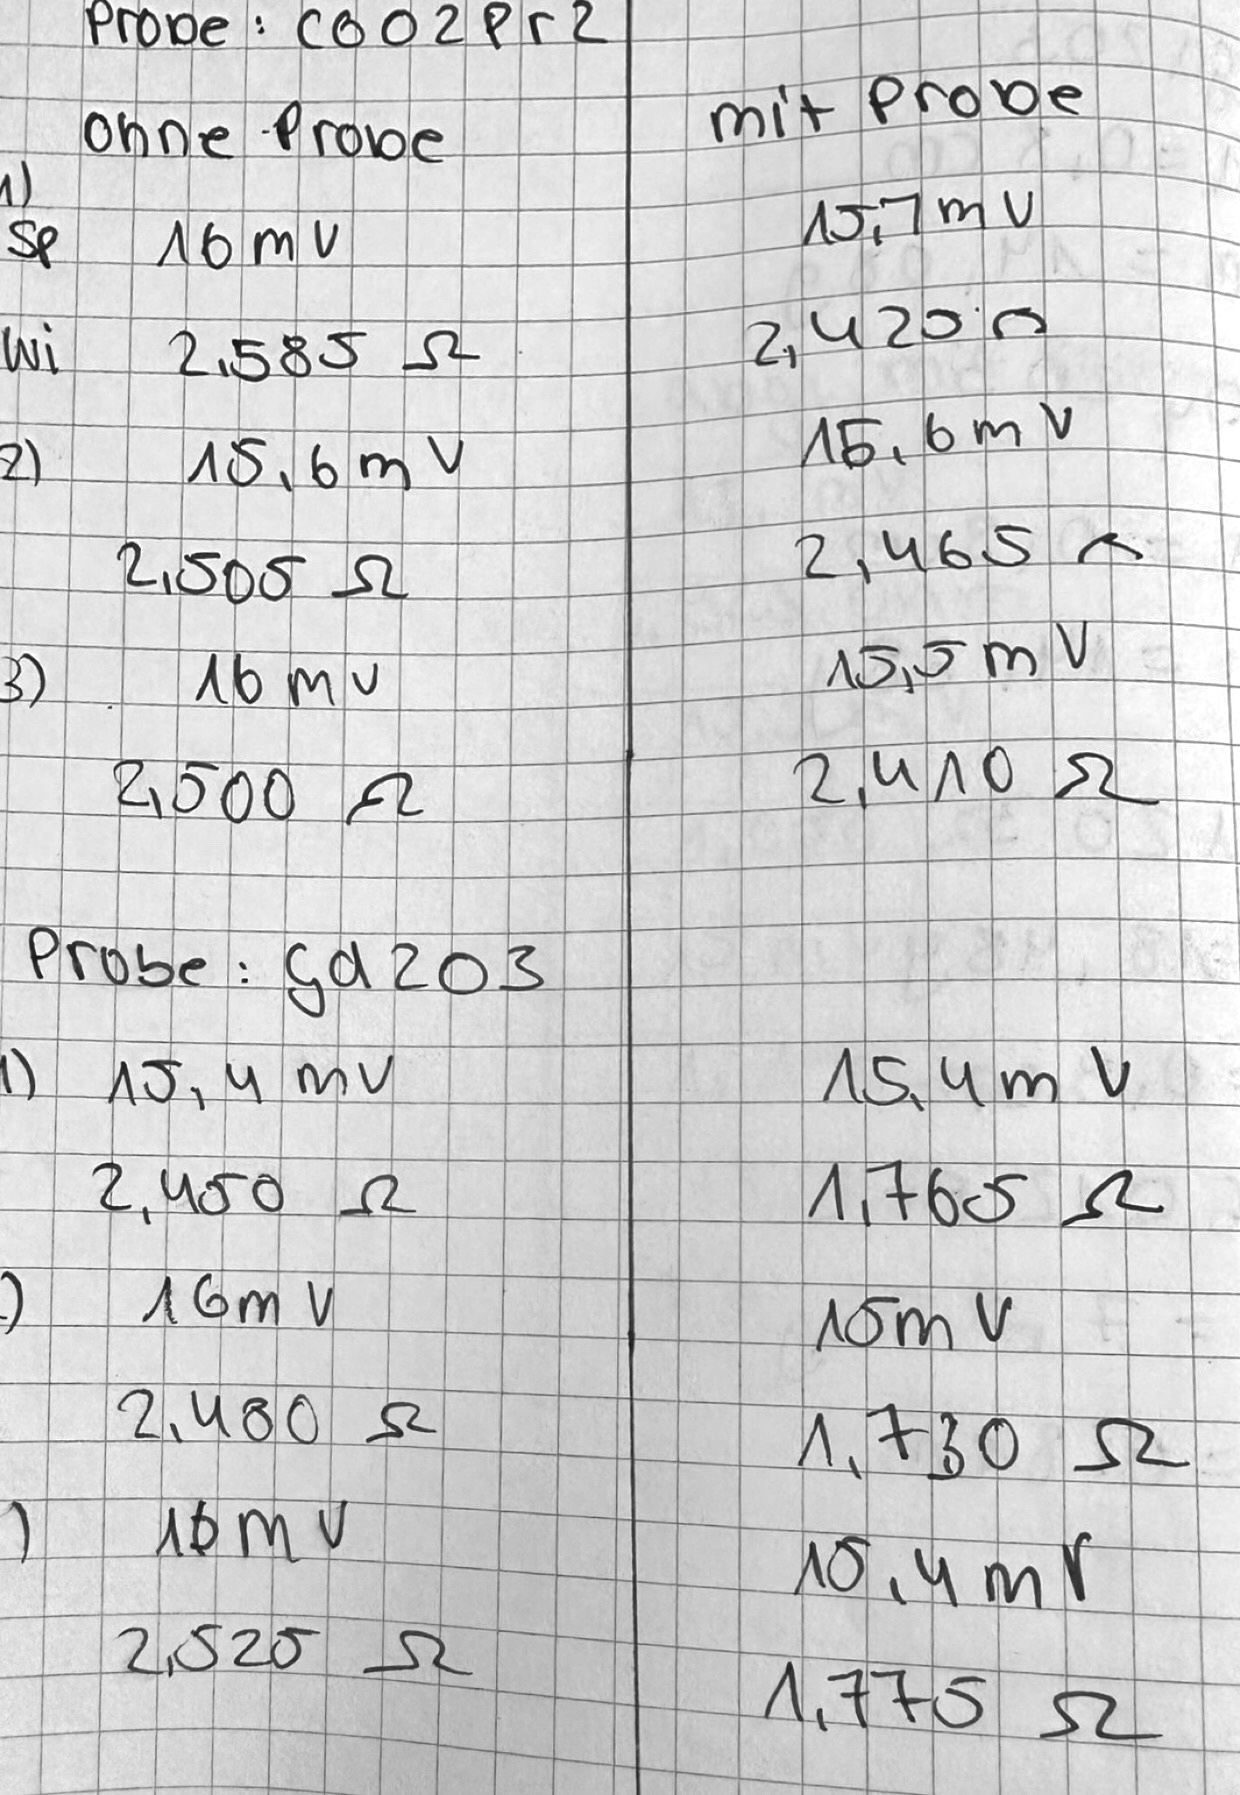 Probe: COO2Pr2
ohne Probe
mit Probe
1)
Sp 16 mV
15,7 mV
Wi 2,585 Ω
2,420 Ω
2) 15,6 mV
15,6 mV
2,505 Ω
2,465 Ω
3) 16 mV
15,5 mV
2,500 Ω
2,410 Ω
Probe: Gd2O3
1) 15,4 mV
15,4 mV
2,450 Ω
1,765 Ω
) 16 mV
15 mV
2,480 Ω
1,730 Ω
) 16 mV
15,4 mV
2,525 Ω
1,775 Ω